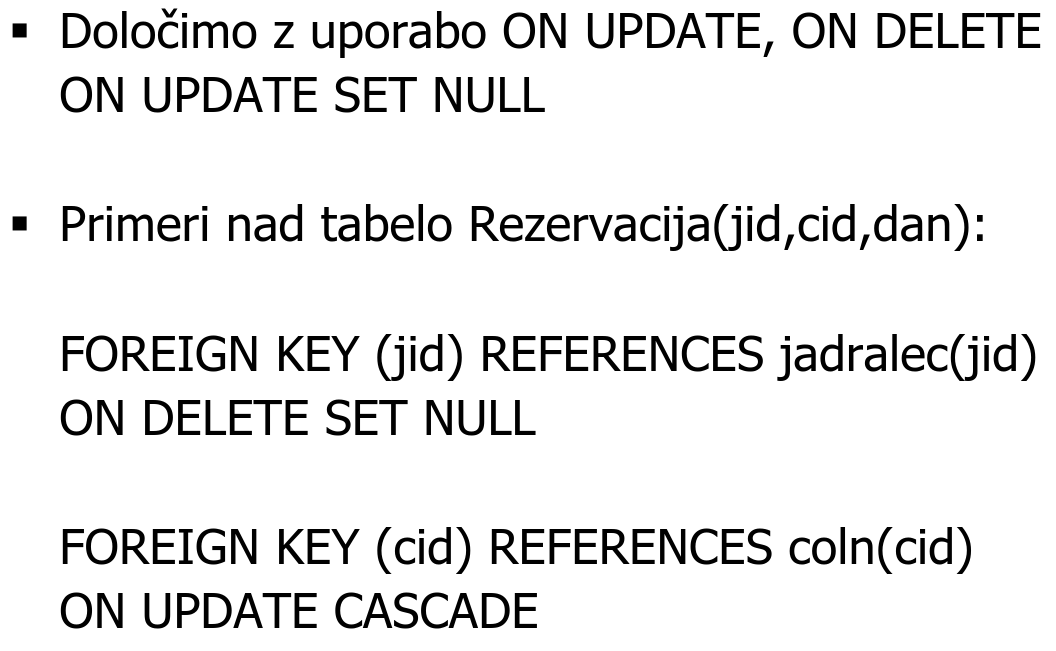 ▪ Določimo z uporabo ON UPDATE, ON DELETE
ON UPDATE SET NULL
▪ Primeri nad tabelo Rezervacija(jid,cid,dan):
FOREIGN KEY (jid) REFERENCES jadralec(jid)
ON DELETE SET NULL
FOREIGN KEY (cid) REFERENCES coln(cid)
ON UPDATE CASCADE